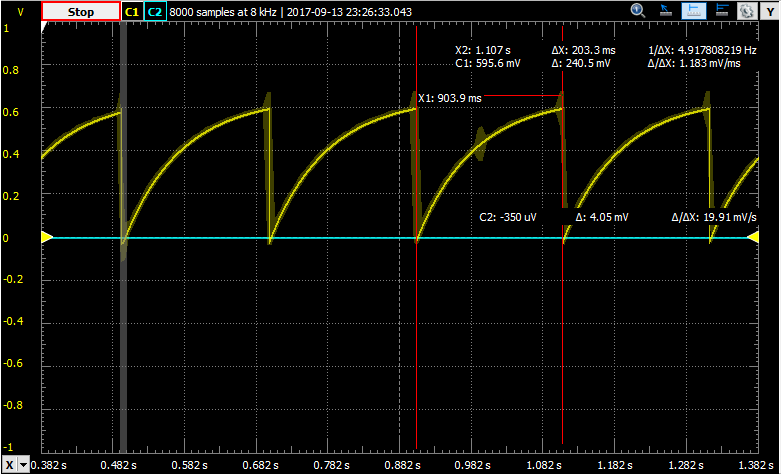 V Stop C1 C2 8000 samples at 8 kHz | 2017-09-13 23:26:33.043 Y
1
X2: 1.107 s ΔX: 203.3 ms 1/ΔX: 4.917808219 Hz
C1: 595.6 mV Δ: 240.5 mV Δ/ΔX: 1.183 mV/ms
0.8
X1: 903.9 ms
0.6
0.4
0.2
C2: -350 uV Δ: 4.05 mV Δ/ΔX: 19.91 mV/s
0
-0.2
-0.4
-0.6
-0.8
-1
X 0.382 s 0.482 s 0.582 s 0.682 s 0.782 s 0.882 s 0.982 s 1.082 s 1.182 s 1.282 s 1.382 s